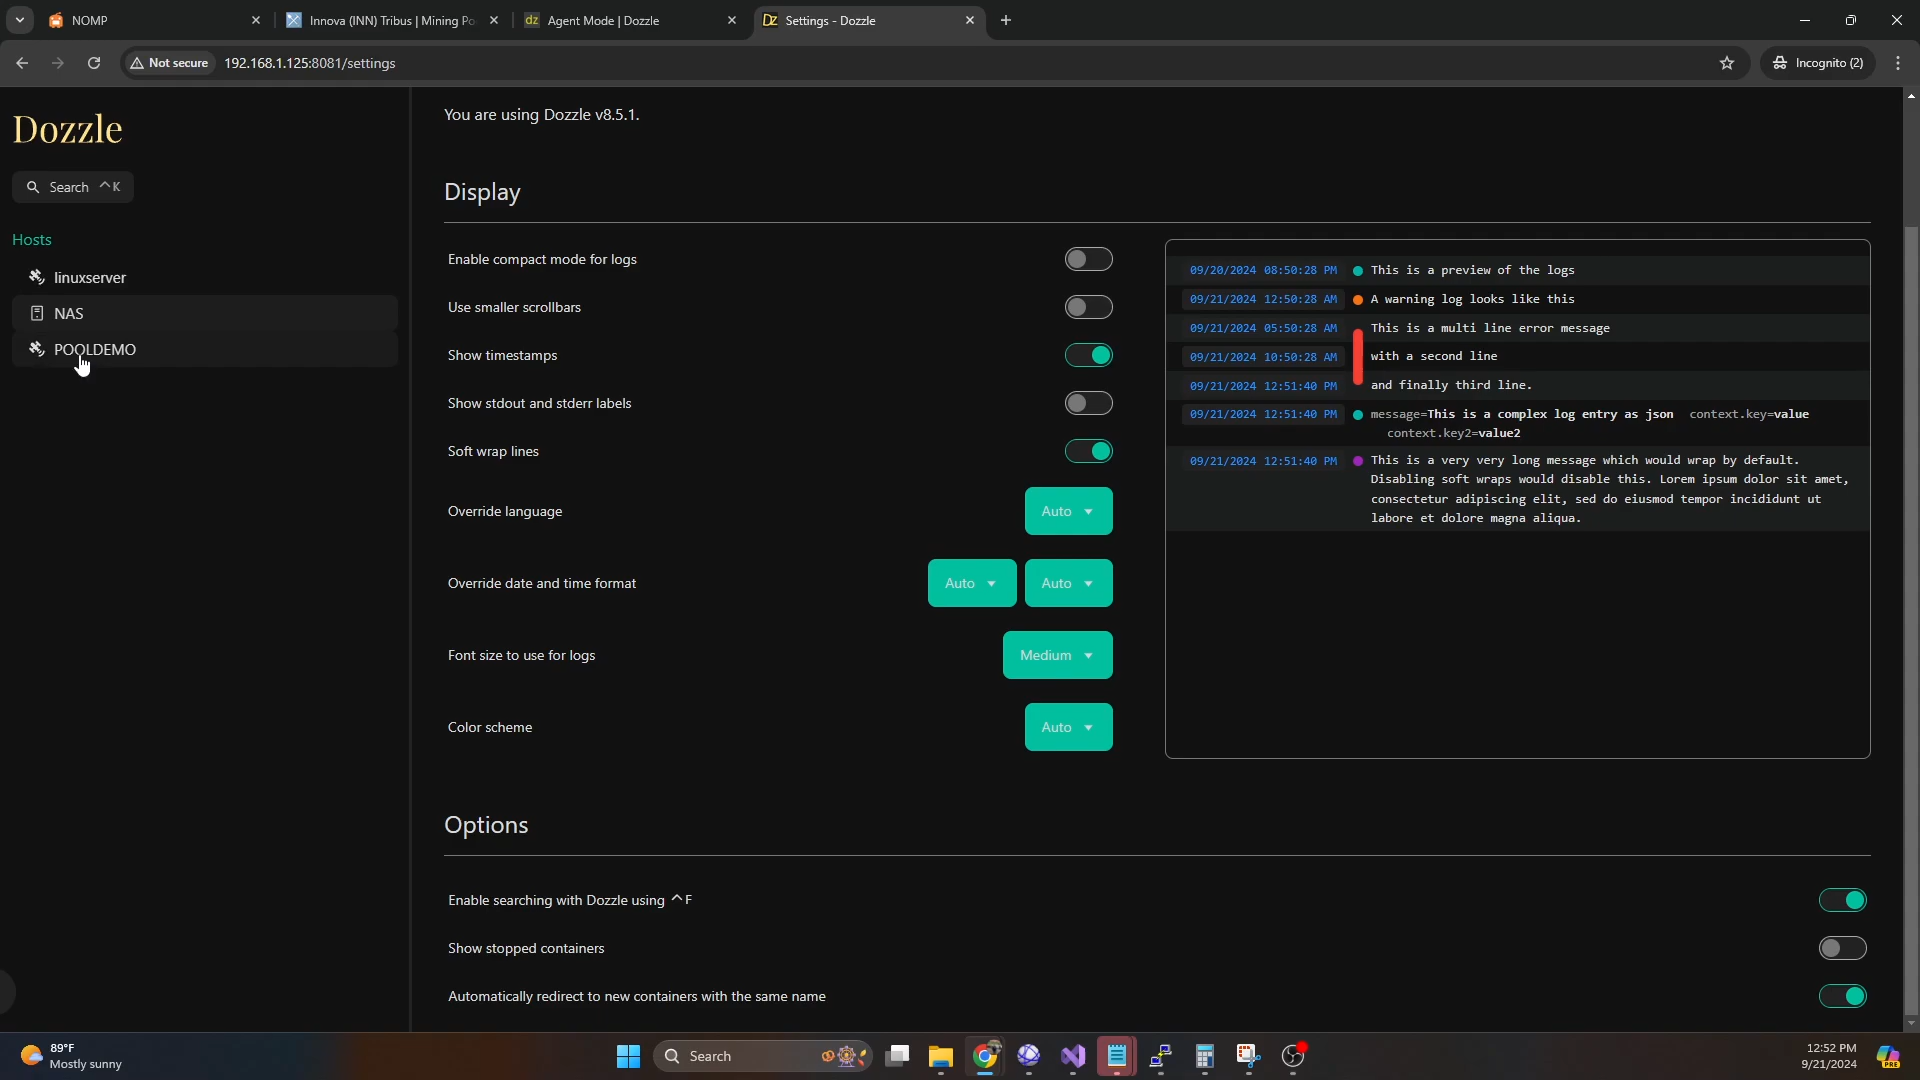 NOMP
Innova (INN) Tribus | Mining Po
Agent Mode | Dozzle
Settings - Dozzle
Not secure
192.168.1.125:8081/settings
Incognito (2)
Dozzle
Search ^K
Hosts
linuxserver
NAS
POOLDEMO
You are using Dozzle v8.5.1.
Display
Enable compact mode for logs
Use smaller scrollbars
Show timestamps
Show stdout and stderr labels
Soft wrap lines
Override language
Auto
Override date and time format
Auto
Auto
Font size to use for logs
Medium
Color scheme
Auto
09/20/2024 08:50:28 PM This is a preview of the logs
09/21/2024 12:50:28 AM A warning log looks like this
09/21/2024 05:50:28 AM This is a multi line error message
09/21/2024 10:50:28 AM with a second line
09/21/2024 12:51:40 PM and finally third line.
09/21/2024 12:51:40 PM message=This is a complex log entry as json context.key=value
context.key2=value2
09/21/2024 12:51:40 PM This is a very very long message which would wrap by default.
Disabling soft wraps would disable this. Lorem ipsum dolor sit amet,
consectetur adipiscing elit, sed do eiusmod tempor incididunt ut
labore et dolore magna aliqua.
Options
Enable searching with Dozzle using ^F
Show stopped containers
Automatically redirect to new containers with the same name
89°F
Mostly sunny
Search
12:52 PM
9/21/2024
PRE